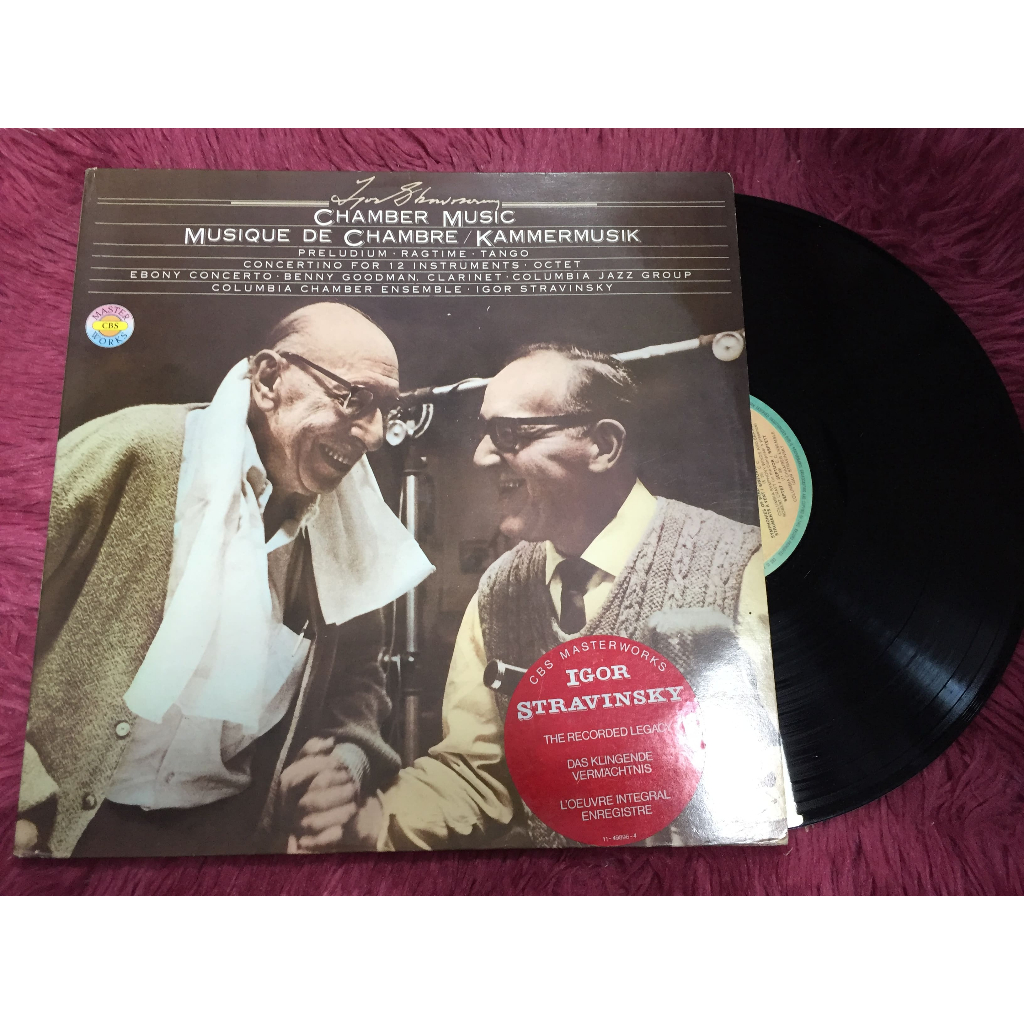 Igor Stravinsky
CHAMBER MUSIC
MUSIQUE DE CHAMBRE / KAMMERMUSIK
PRELUDIUM · RAGTIME · TANGO
CONCERTINO FOR 12 INSTRUMENTS · OCTET
EBONY CONCERTO · BENNY GOODMAN, CLARINET · COLUMBIA JAZZ GROUP
COLUMBIA CHAMBER ENSEMBLE · IGOR STRAVINSKY
MASTER
CBS
WORKS
CBS MASTERWORKS
IGOR
STRAVINSKY
THE RECORDED LEGACY
DAS KLINGENDE
VERMÄCHTNIS
L'OEUVRE INTEGRAL
ENREGISTRE